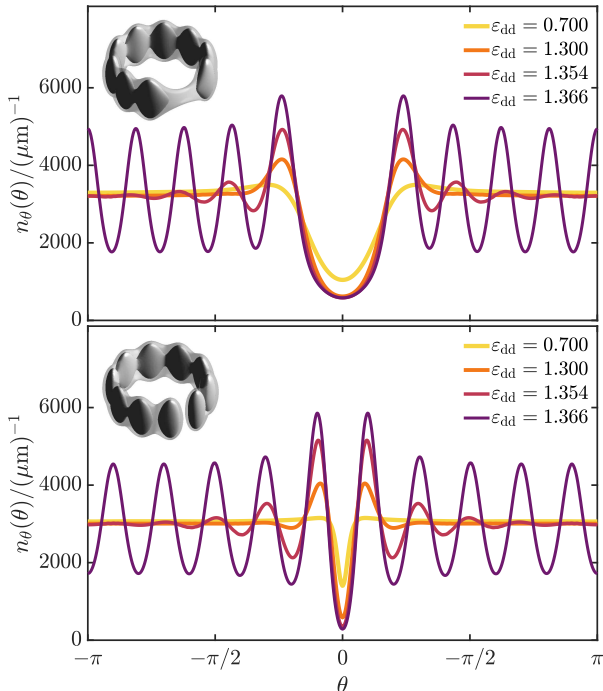 6000
4000
2000
0
n_θ(θ)/(μm)⁻¹
ε_dd = 0.700
ε_dd = 1.300
ε_dd = 1.354
ε_dd = 1.366
6000
4000
2000
0
n_θ(θ)/(μm)⁻¹
ε_dd = 0.700
ε_dd = 1.300
ε_dd = 1.354
ε_dd = 1.366
−π −π/2 0 −π/2 π
θ